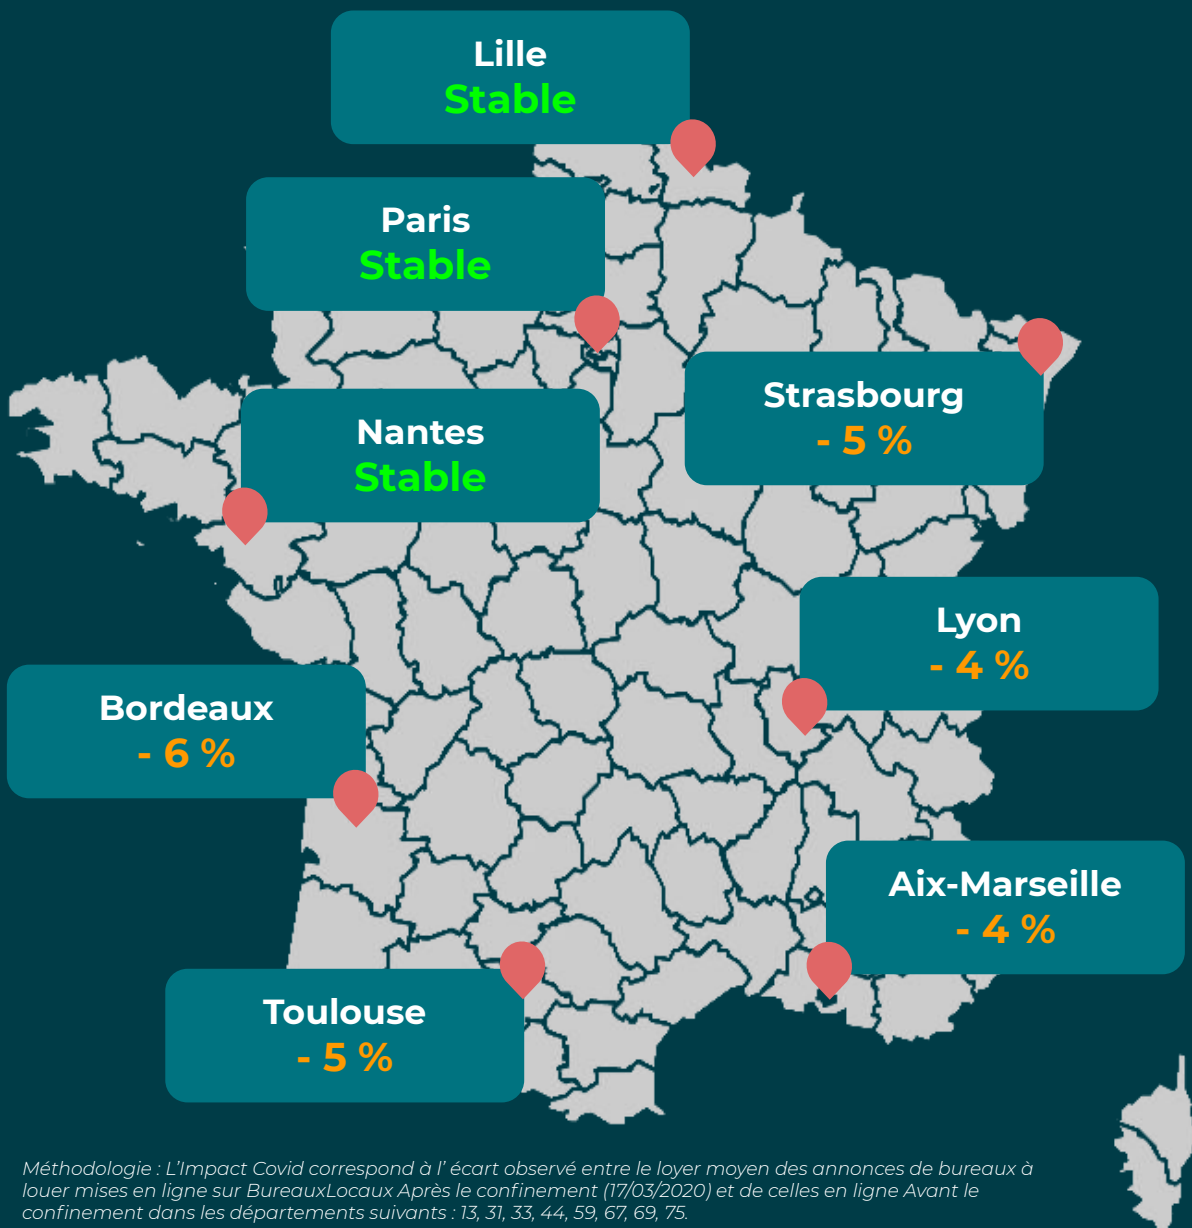 Lille
Stable
Paris
Stable
Strasbourg
- 5 %
Nantes
Stable
Lyon
- 4 %
Bordeaux
- 6 %
Aix-Marseille
- 4 %
Toulouse
- 5 %
Méthodologie : L'Impact Covid correspond à l' écart observé entre le loyer moyen des annonces de bureaux à
louer mises en ligne sur BureauxLocaux Après le confinement (17/03/2020) et de celles en ligne Avant le
confinement dans les départements suivants : 13, 31, 33, 44, 59, 67, 69, 75.